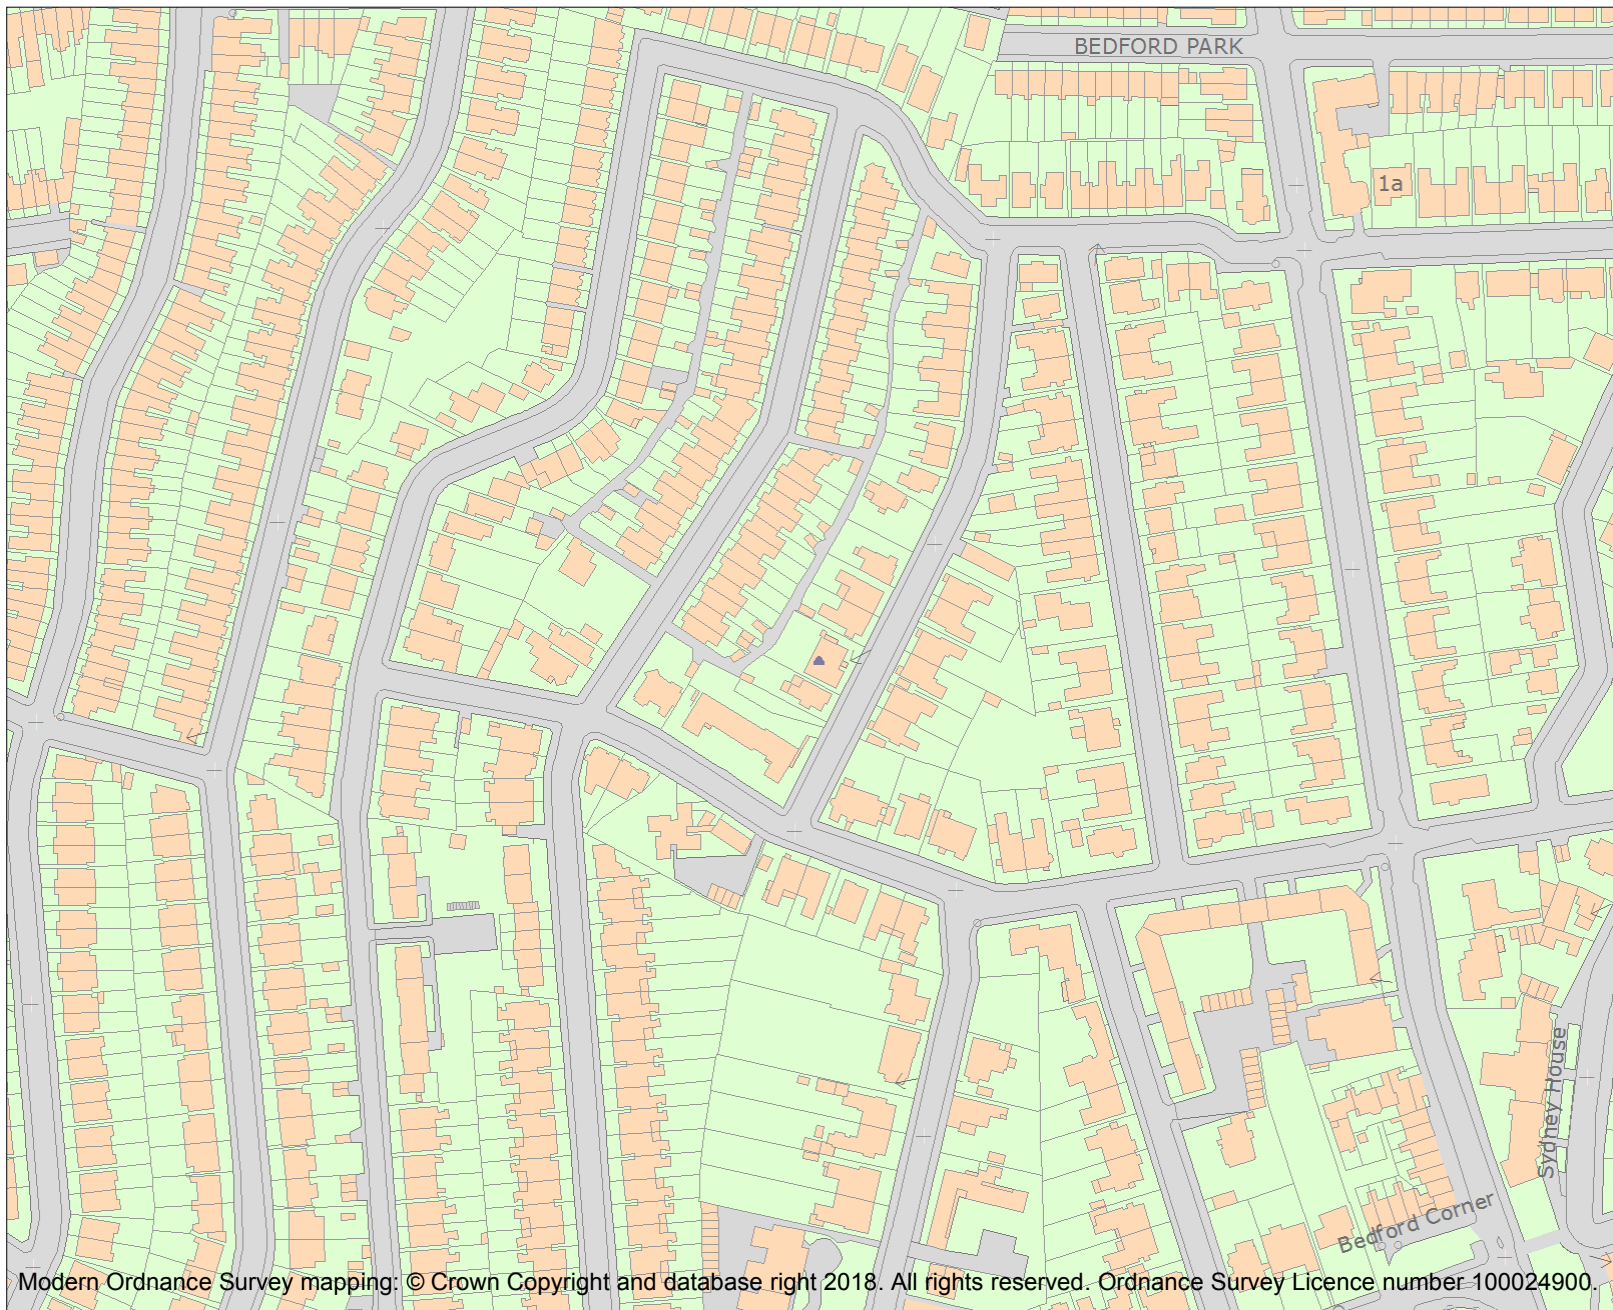 BEDFORD PARK
1a
Sydney House
Bedford Corner
Modern Ordnance Survey mapping: © Crown Copyright and database right 2018. All rights reserved. Ordnance Survey Licence number 100024900.